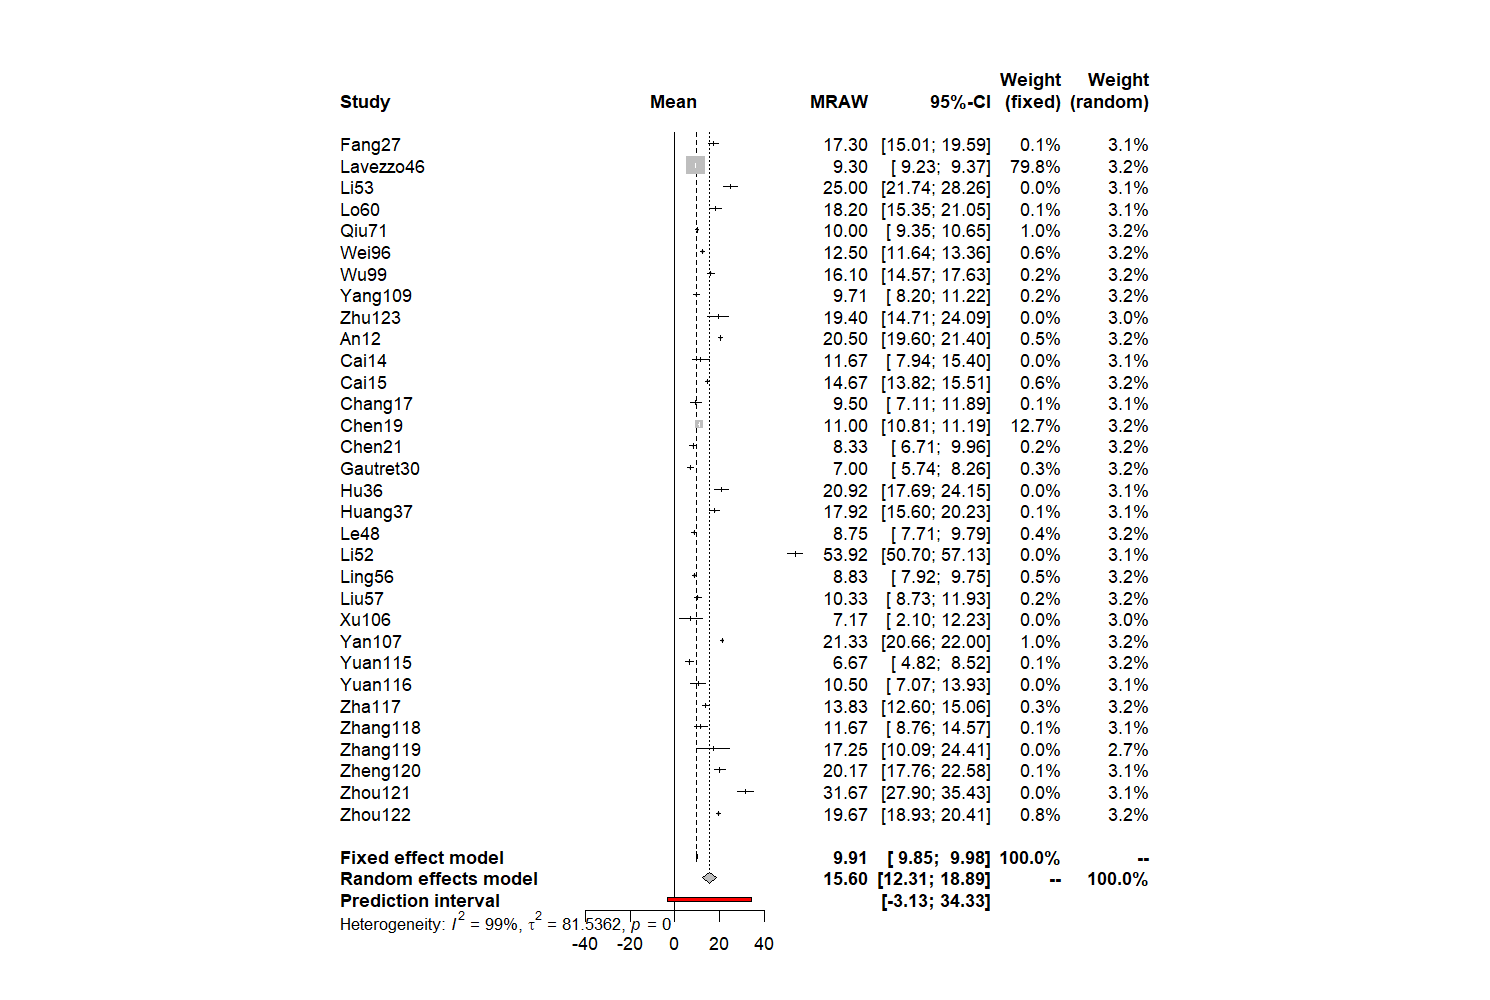 Weight Weight
Study Mean MRAW 95%-CI (fixed) (random)
Fang27 17.30 [15.01; 19.59] 0.1% 3.1%
Lavezzo46 9.30 [ 9.23; 9.37] 79.8% 3.2%
Li53 25.00 [21.74; 28.26] 0.0% 3.1%
Lo60 18.20 [15.35; 21.05] 0.1% 3.1%
Qiu71 10.00 [ 9.35; 10.65] 1.0% 3.2%
Wei96 12.50 [11.64; 13.36] 0.6% 3.2%
Wu99 16.10 [14.57; 17.63] 0.2% 3.2%
Yang109 9.71 [ 8.20; 11.22] 0.2% 3.2%
Zhu123 19.40 [14.71; 24.09] 0.0% 3.0%
An12 20.50 [19.60; 21.40] 0.5% 3.2%
Cai14 11.67 [ 7.94; 15.40] 0.0% 3.1%
Cai15 14.67 [13.82; 15.51] 0.6% 3.2%
Chang17 9.50 [ 7.11; 11.89] 0.1% 3.1%
Chen19 11.00 [10.81; 11.19] 12.7% 3.2%
Chen21 8.33 [ 6.71; 9.96] 0.2% 3.2%
Gautret30 7.00 [ 5.74; 8.26] 0.3% 3.2%
Hu36 20.92 [17.69; 24.15] 0.0% 3.1%
Huang37 17.92 [15.60; 20.23] 0.1% 3.1%
Le48 8.75 [ 7.71; 9.79] 0.4% 3.2%
Li52 53.92 [50.70; 57.13] 0.0% 3.1%
Ling56 8.83 [ 7.92; 9.75] 0.5% 3.2%
Liu57 10.33 [ 8.73; 11.93] 0.2% 3.2%
Xu106 7.17 [ 2.10; 12.23] 0.0% 3.0%
Yan107 21.33 [20.66; 22.00] 1.0% 3.2%
Yuan115 6.67 [ 4.82; 8.52] 0.1% 3.2%
Yuan116 10.50 [ 7.07; 13.93] 0.0% 3.1%
Zha117 13.83 [12.60; 15.06] 0.3% 3.2%
Zhang118 11.67 [ 8.76; 14.57] 0.1% 3.1%
Zhang119 17.25 [10.09; 24.41] 0.0% 2.7%
Zheng120 20.17 [17.76; 22.58] 0.1% 3.1%
Zhou121 31.67 [27.90; 35.43] 0.0% 3.1%
Zhou122 19.67 [18.93; 20.41] 0.8% 3.2%
Fixed effect model 9.91 [ 9.85; 9.98] 100.0% --
Random effects model 15.60 [12.31; 18.89] -- 100.0%
Prediction interval [-3.13; 34.33]
Heterogeneity: I² = 99%, τ² = 81.5362, p = 0
-40 -20 0 20 40